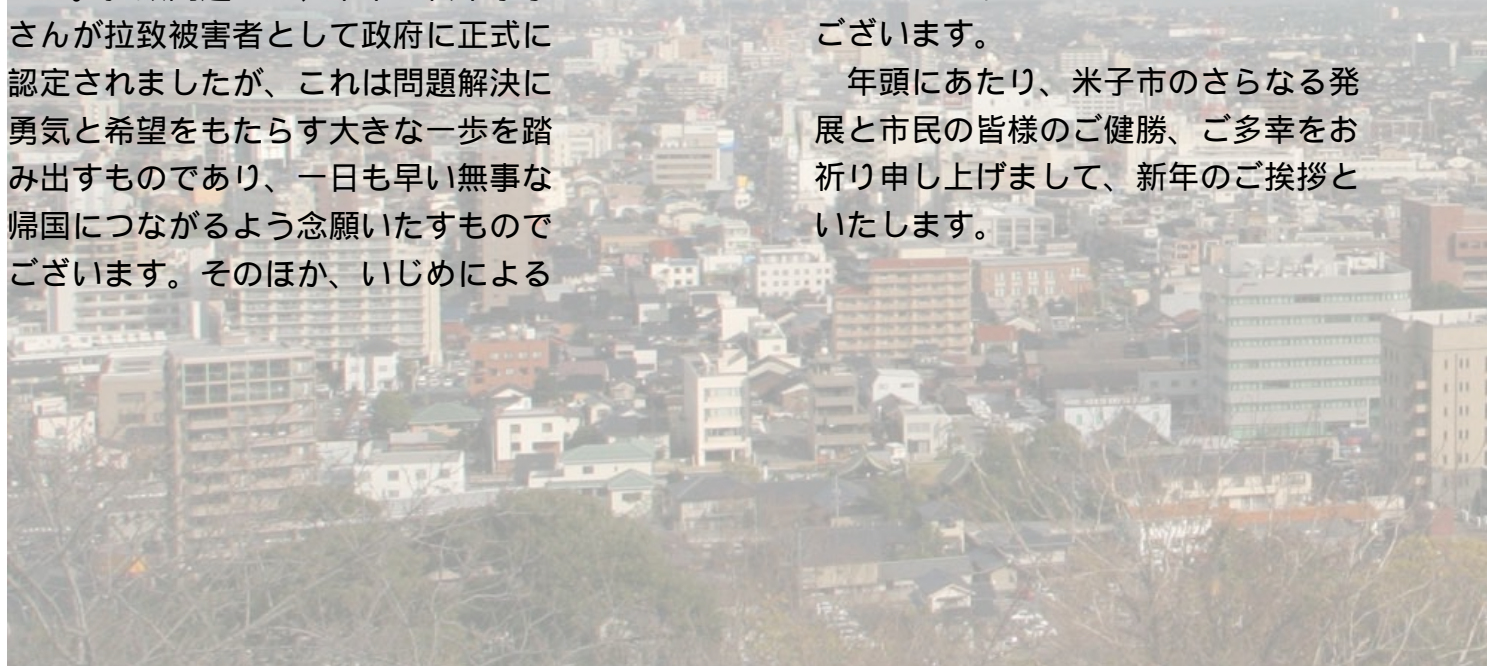 さんが拉致被害者として政府に正式に
認定されましたが、これは問題解決に
勇気と希望をもたらす大きな一歩を踏
み出すものであり、一日も早い無事な
帰国につながるよう念願いたすもので
ございます。そのほか、いじめによる
ございます。
　年頭にあたり、米子市のさらなる発
展と市民の皆様のご健勝、ご多幸をお
祈り申し上げまして、新年のご挨拶と
いたします。